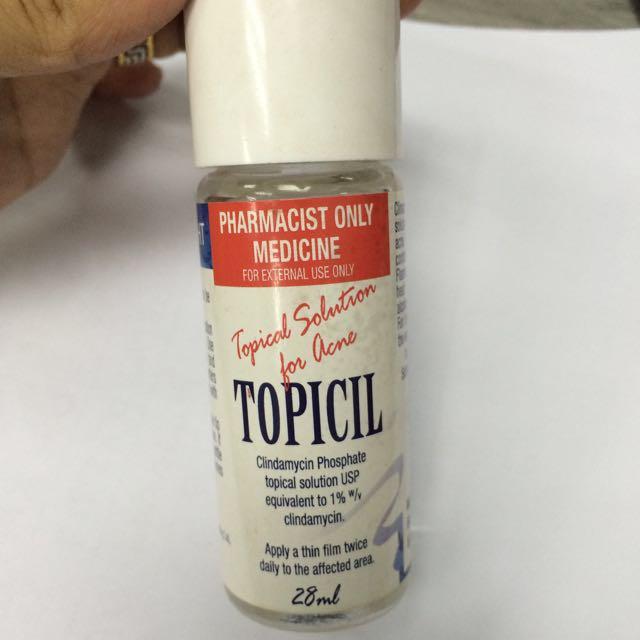 PHARMACIST ONLY
MEDICINE
FOR EXTERNAL USE ONLY
Topical Solution
for Acne
TOPICIL
Clindamycin Phosphate
topical solution USP
equivalent to 1% w/v
clindamycin.
Apply a thin film twice
daily to the affected area.
28ml